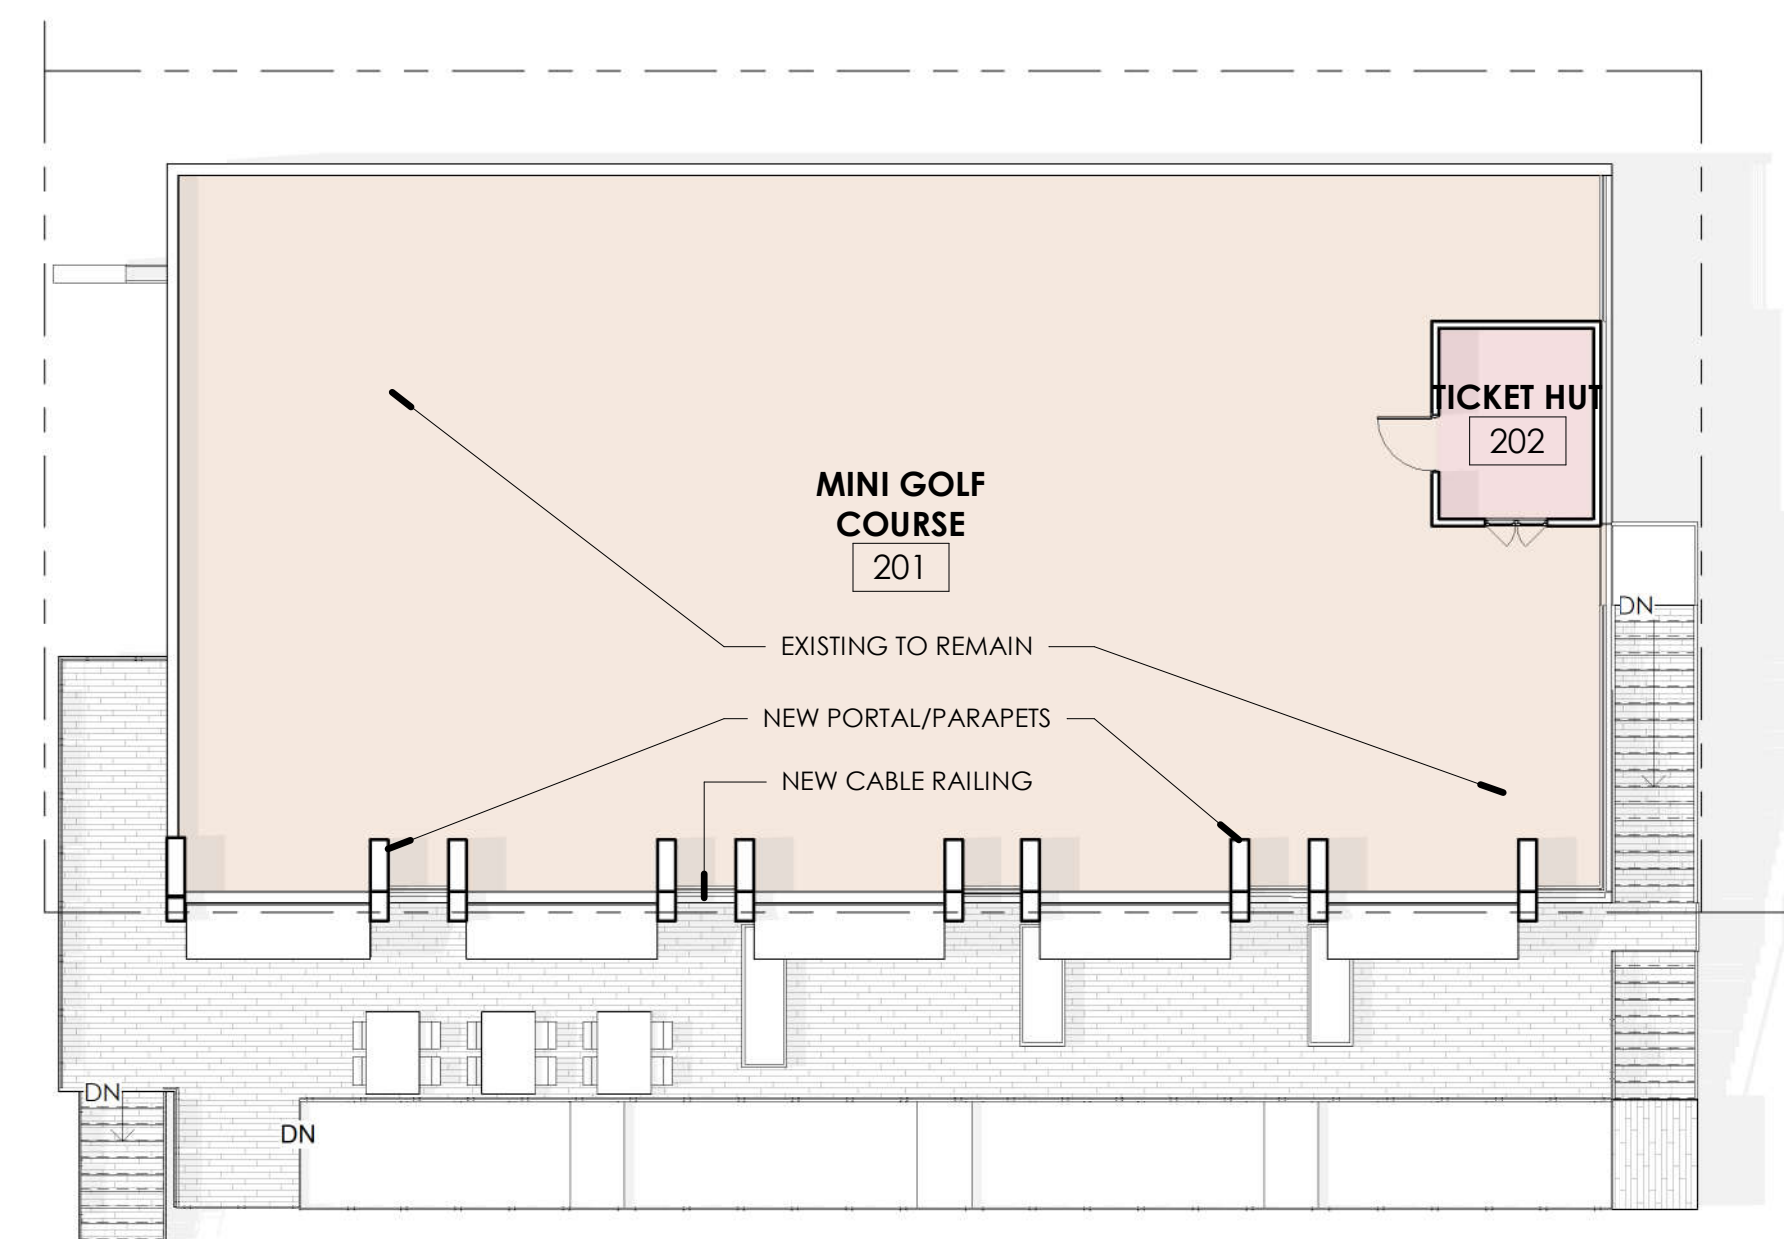 TICKET HUT
202
MINI GOLF
COURSE
201
DN
EXISTING TO REMAIN
NEW PORTAL/PARAPETS
NEW CABLE RAILING
DN
DN